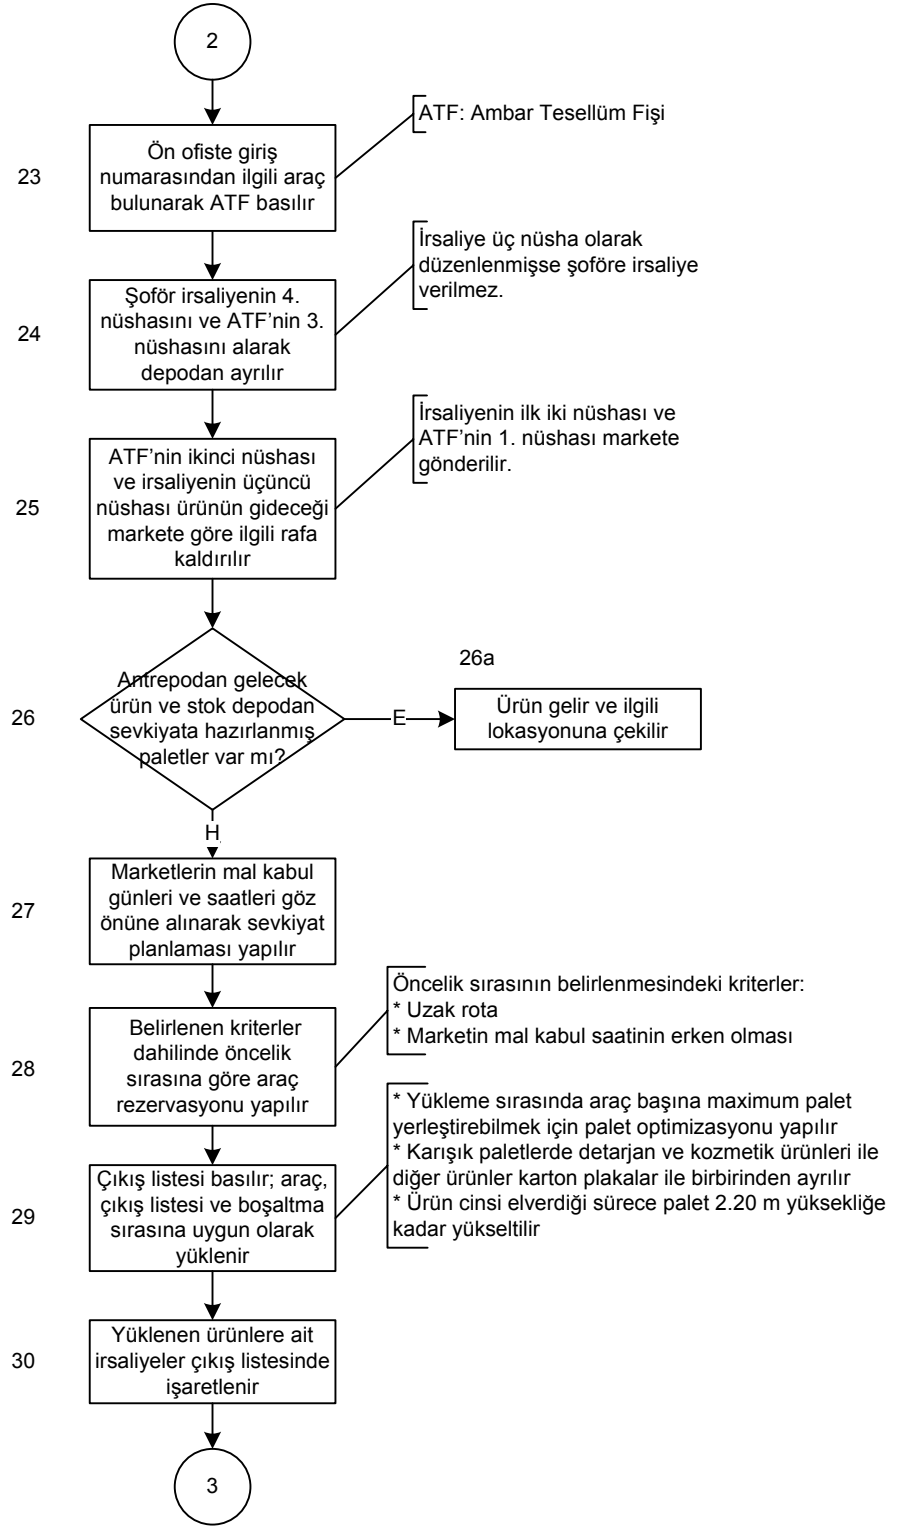 2
ATF: Ambar Tesellüm Fişi
23
Ön ofiste giriş
numarasından ilgili araç
bulunarak ATF basılır
İrsaliye üç nüsha olarak
düzenlenmişse şoföre irsaliye
verilmez.
24
Şoför irsaliyenin 4.
nüshasını ve ATF’nin 3.
nüshasını alarak
depodan ayrılır
İrsaliyenin ilk iki nüshası ve
ATF’nin 1. nüshası markete
gönderilir.
25
ATF’nin ikinci nüshası
ve irsaliyenin üçüncü
nüshası ürünün gideceği
markete göre ilgili rafa
kaldırılır
26
Antrepodan gelecek
ürün ve stok depodan
sevkiyata hazırlanmış
paletler var mı?
E
26a
Ürün gelir ve ilgili
lokasyonuna çekilir
H
27
Marketlerin mal kabul
günleri ve saatleri göz
önüne alınarak sevkiyat
planlaması yapılır
28
Belirlenen kriterler
dahilinde öncelik
sırasına göre araç
rezervasyonu yapılır
Öncelik sırasının belirlenmesindeki kriterler:
* Uzak rota
* Marketin mal kabul saatinin erken olması
29
Çıkış listesi basılır; araç,
çıkış listesi ve boşaltma
sırasına uygun olarak
yüklenir
* Yükleme sırasında araç başına maximum palet
yerleştirebilmek için palet optimizasyonu yapılır
* Karışık paletlerde detarjan ve kozmetik ürünleri ile
diğer ürünler karton plakalar ile birbirinden ayrılır
* Ürün cinsi elverdiği sürece palet 2.20 m yüksekliğe
kadar yükseltilir
30
Yüklenen ürünlere ait
irsaliyeler çıkış listesinde
işaretlenir
3